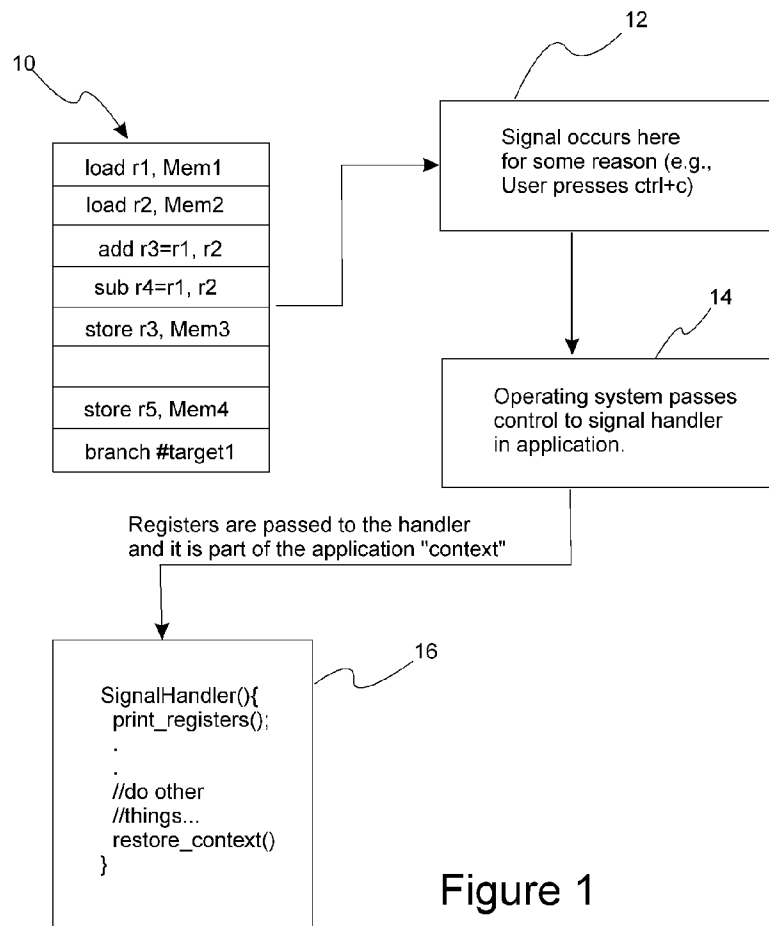 12
10
load r1, Mem1
load r2, Mem2
add r3=r1, r2
sub r4=r1, r2
store r3, Mem3
store r5, Mem4
branch #target1
Signal occurs here
for some reason (e.g.,
User presses ctrl+c)
14
Operating system passes
control to signal handler
in application.
Registers are passed to the handler
and it is part of the application "context"
16
SignalHandler(){
print_registers();
.
.
//do other
//things...
restore_context()
}
Figure 1